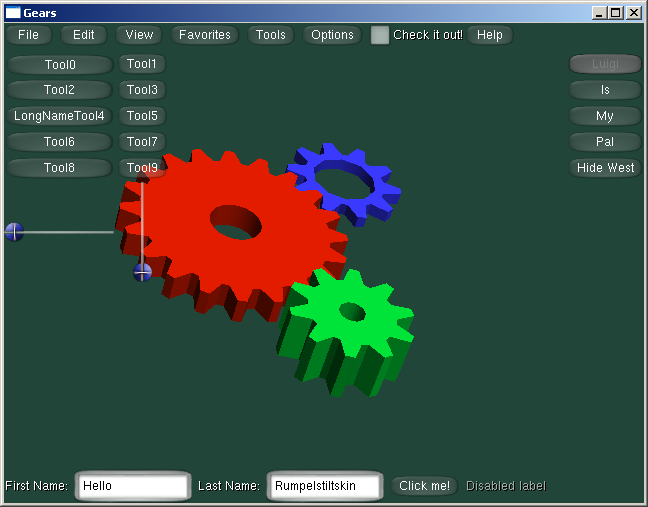 Gears
File Edit View Favorites Tools Options Check it out! Help
Tool0 Tool1 Luigi
Tool2 Tool3 Is
LongNameTool4 Tool5 My
Tool6 Tool7 Pal
Tool8 Tool9 Hide West
First Name: Hello Last Name: Rumpelstiltskin Click me! Disabled label